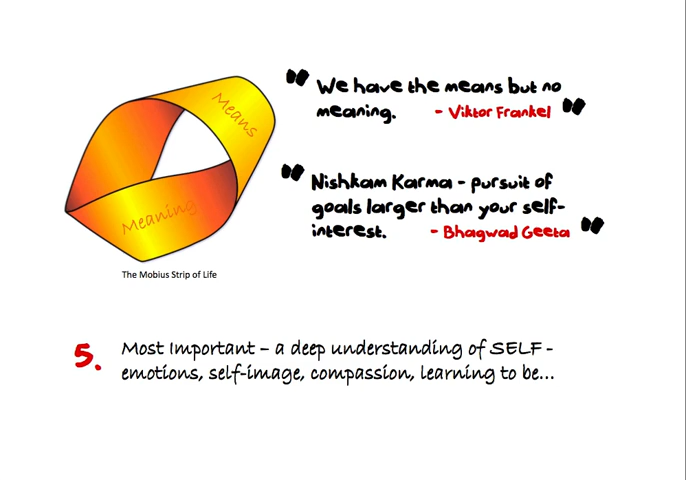 Means
Meaning
The Mobius Strip of Life
"We have the means but no
meaning. - Viktor Frankel"
"Nishkam Karma - pursuit of
goals larger than your self-
interest. - Bhagwad Geeta"
5. Most Important – a deep understanding of SELF -
emotions, self-image, compassion, learning to be...